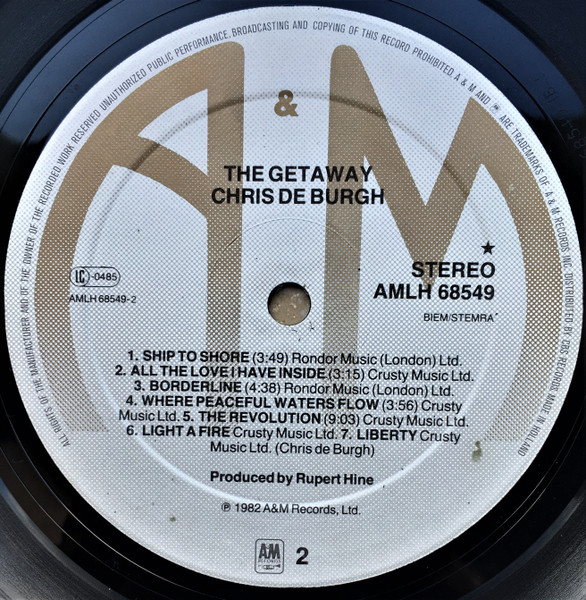 ALL RIGHTS OF THE MANUFACTURER AND OF THE OWNER OF THE RECORDED WORK RESERVED UNAUTHORIZED PUBLIC PERFORMANCE, BROADCASTING AND COPYING OF THIS RECORD PROHIBITED. A & M AND ARE TRADEMARKS OF A & M RECORDS INC. DISTRIBUTED BY CBS RECORDS MADE IN HOLLAND
A & M
THE GETAWAY
CHRIS DE BURGH
LC -0485
AMLH 68549-2
★
STEREO
AMLH 68549
BIEM/STEMRA
1. SHIP TO SHORE (3:49) Rondor Music (London) Ltd.
2. ALL THE LOVE I HAVE INSIDE (3:15) Crusty Music Ltd.
3. BORDERLINE (4:38) Rondor Music (London) Ltd.
4. WHERE PEACEFUL WATERS FLOW (3:56) Crusty
Music Ltd. 5. THE REVOLUTION (9:03) Crusty Music Ltd.
6. LIGHT A FIRE Crusty Music Ltd. 7. LIBERTY Crusty
Music Ltd. (Chris de Burgh)
Produced by Rupert Hine
℗ 1982 A&M Records, Ltd.
AM RECORDS
2